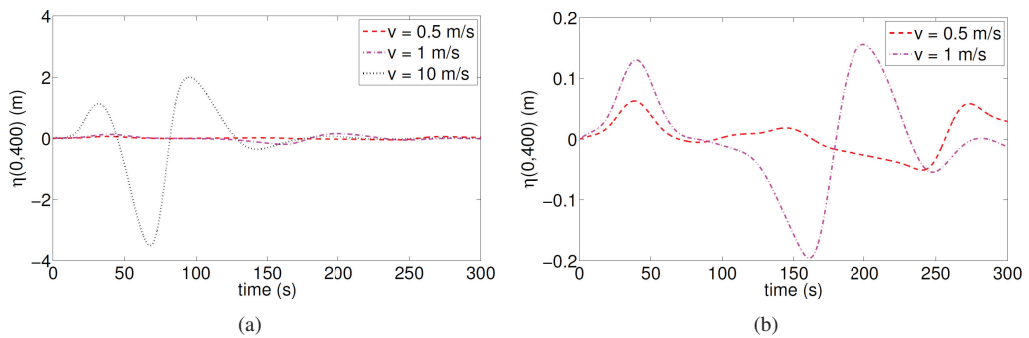 4
2
0
−2
−4
0
50
100
150
200
250
300
η(0,400) (m)
time (s)
v = 0.5 m/s
v = 1 m/s
v = 10 m/s
(a)
0.2
0.1
0
−0.1
−0.2
0
50
100
150
200
250
300
η(0,400) (m)
time (s)
v = 0.5 m/s
v = 1 m/s
(b)